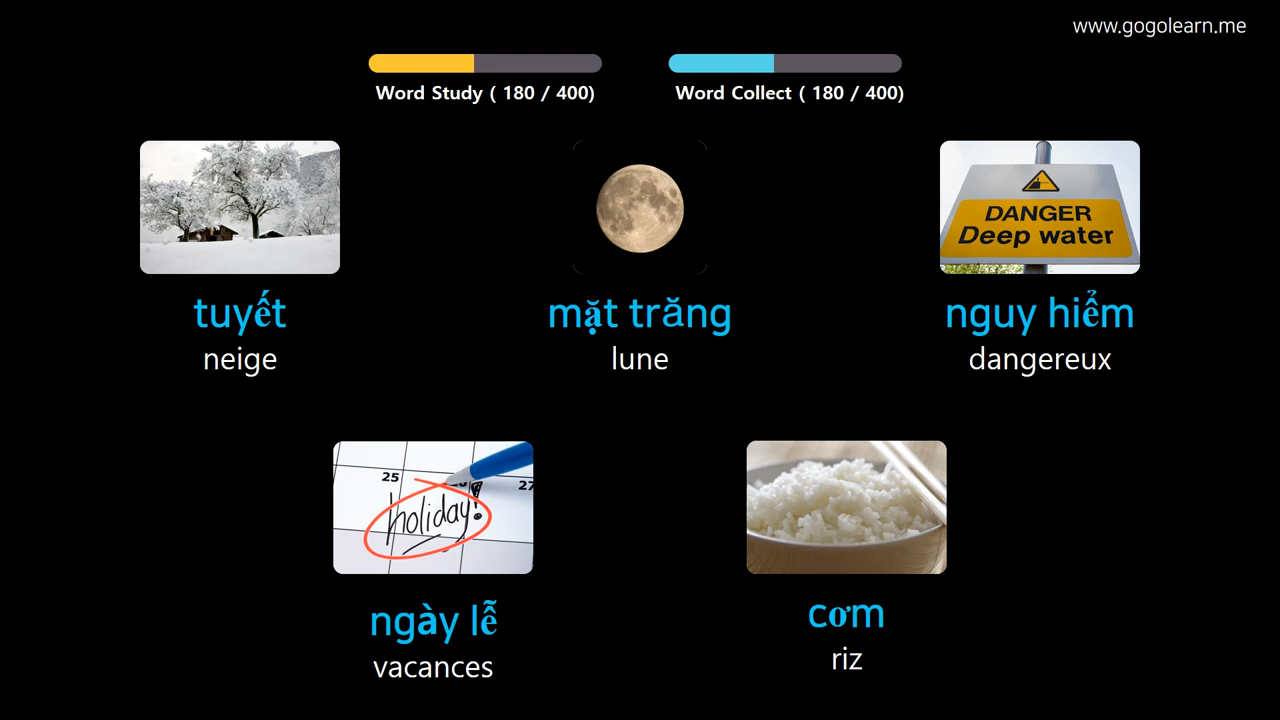 www.gogolearn.me
Word Study ( 180 / 400)
Word Collect ( 180 / 400)
DANGER
Deep water
tuyết
mặt trăng
nguy hiểm
neige
lune
dangereux
25
27
holiday!
ngày lễ
cơm
vacances
riz